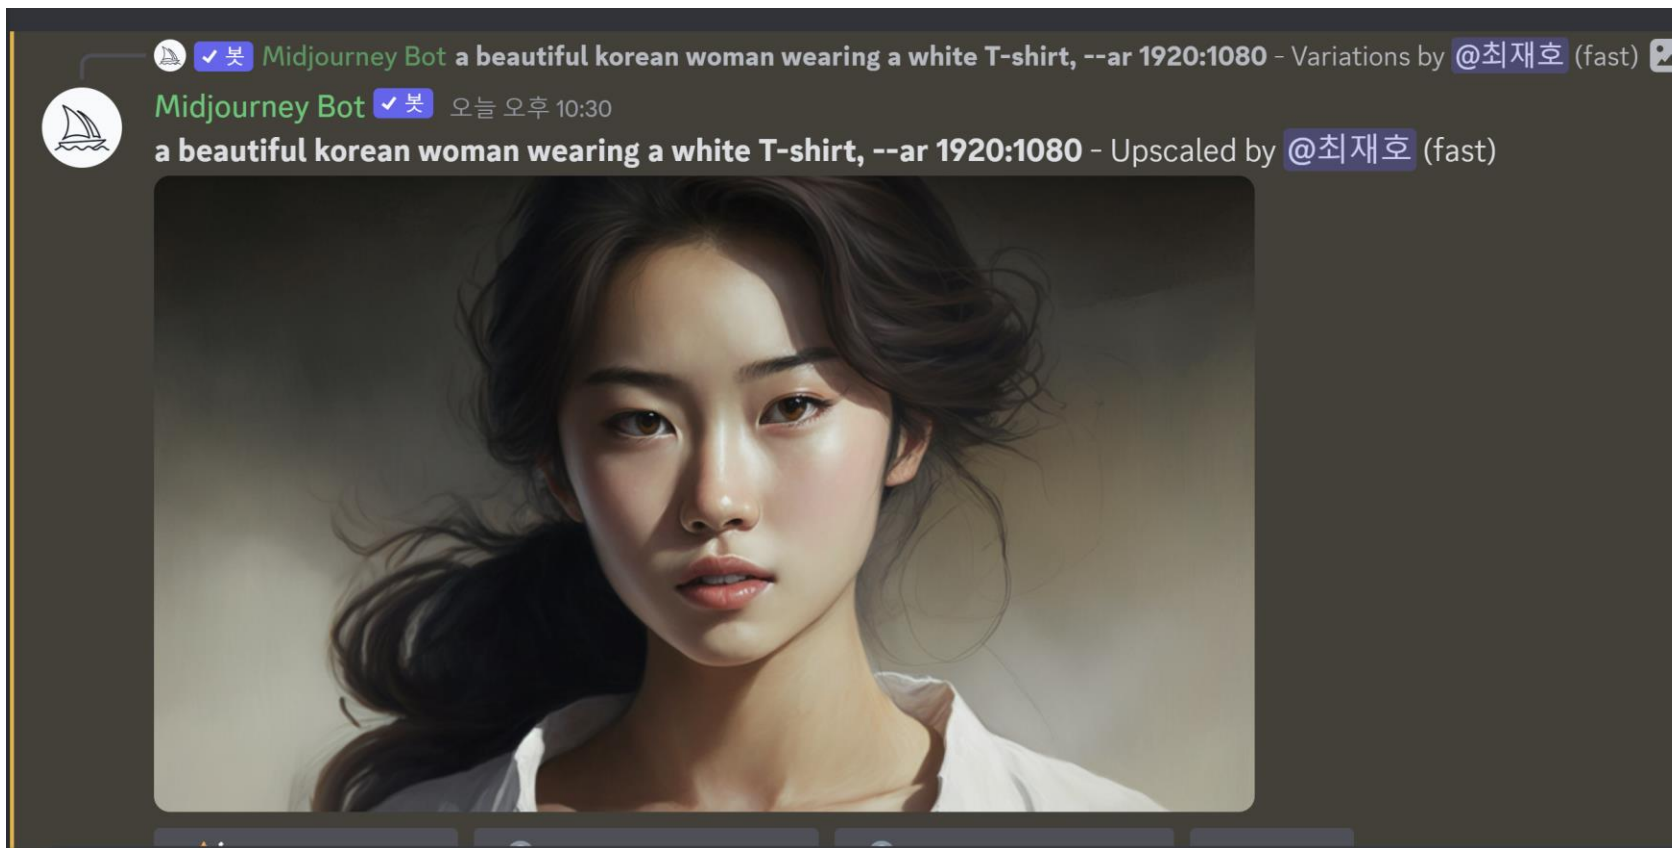 ✓ 봇 Midjourney Bot a beautiful korean woman wearing a white T-shirt, --ar 1920:1080 - Variations by @최재호 (fast)
Midjourney Bot ✓ 봇 오늘 오후 10:30
a beautiful korean woman wearing a white T-shirt, --ar 1920:1080 - Upscaled by @최재호 (fast)